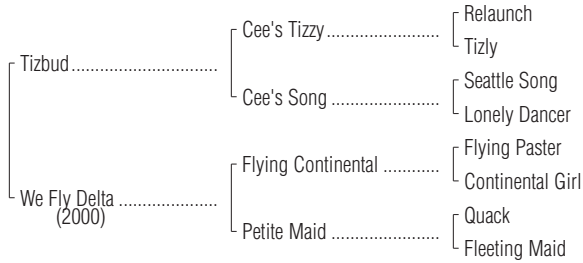 Relaunch
Cee's Tizzy
Tizly
Tizbud
Seattle Song
Cee's Song
Lonely Dancer
Flying Paster
Flying Continental
Continental Girl
We Fly Delta
(2000)
Quack
Petite Maid
Fleeting Maid